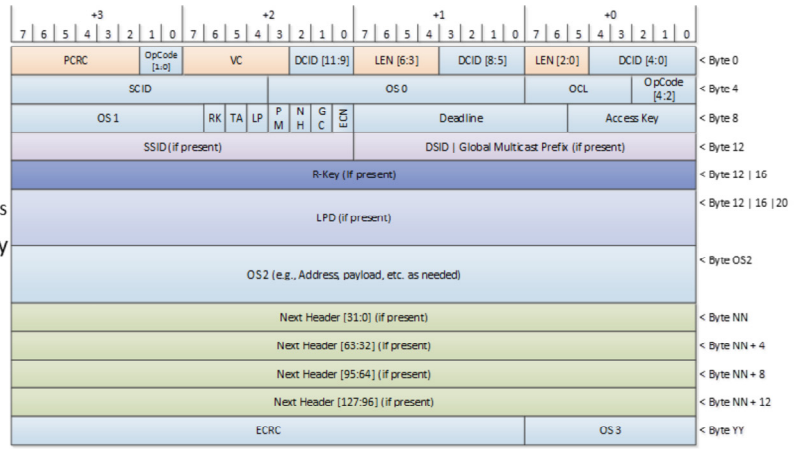 +3 +2 +1 +0
7 6 5 4 3 2 1 0 7 6 5 4 3 2 1 0 7 6 5 4 3 2 1 0 7 6 5 4 3 2 1 0
PCRC OpCode [1:0] VC DCID [11:9] LEN [6:3] DCID [8:5] LEN [2:0] DCID [4:0] < Byte 0
SCID OS 0 OCL OpCode [4:2] < Byte 4
OS 1 RK TA LP PM NH GC ECN Deadline Access Key < Byte 8
SSID (if present) DSID | Global Multicast Prefix (if present) < Byte 12
R-Key (if present) < Byte 12 | 16
s
LPD (if present) < Byte 12 | 16 | 20
y
OS2 (e.g., Address, payload, etc. as needed) < Byte OS2
Next Header [31:0] (if present) < Byte NN
Next Header [63:32] (if present) < Byte NN + 4
Next Header [95:64] (if present) < Byte NN + 8
Next Header [127:96] (if present) < Byte NN + 12
ECRC OS 3 < Byte YY